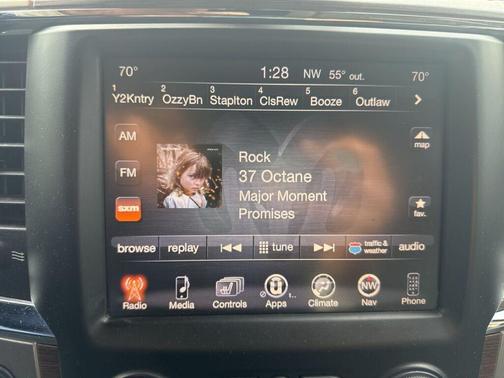 70° 1:28 NW 55° out. 70°
1 Y2Kntry 2 OzzyBn 3 Staplton 4 ClsRew 5 Booze 6 Outlaw
AM
FM
sxm
Rock
37 Octane
Major Moment
Promises
map
fav.
browse replay tune traffic & weather audio
Radio Media Controls Apps 1.. Climate NW Nav Phone